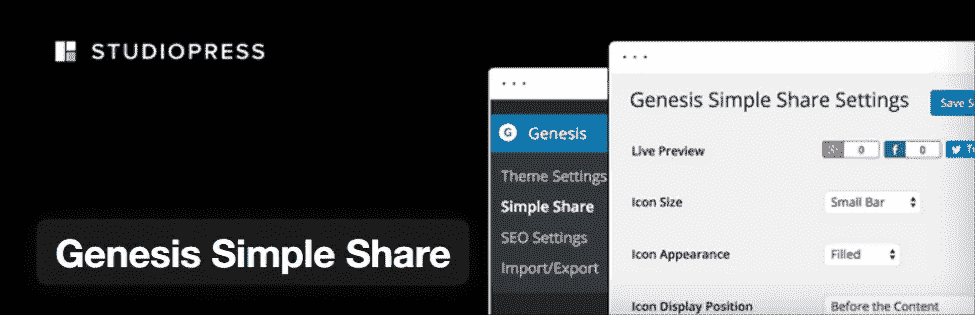 STUDIOPRESS
Genesis Simple Share
G Genesis
Theme Settings
Simple Share
SEO Settings
Import/Export
Genesis Simple Share Settings
Save S
Live Preview
0
f 0
Icon Size
Small Bar
Icon Appearance
Filled
Icon Display Position
Before the Content